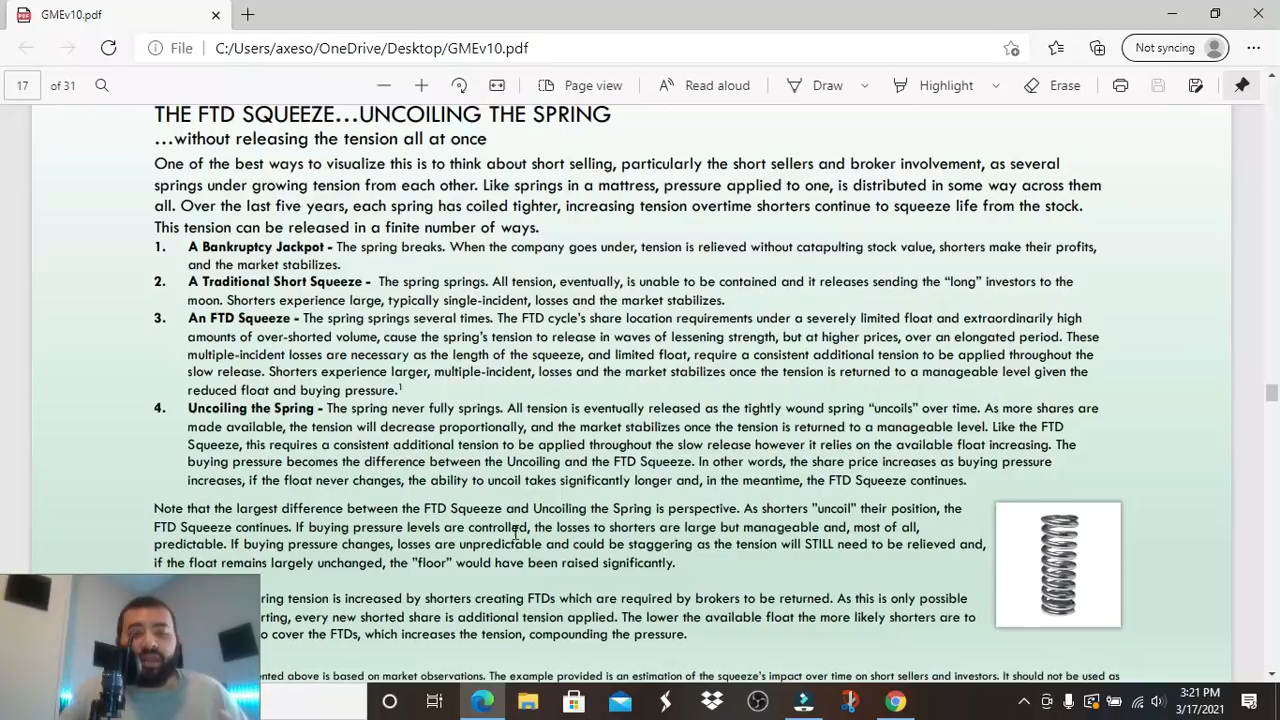 GMEv10.pdf
File
C:/Users/axeso/OneDrive/Desktop/GMEv10.pdf
Not syncing
17
of 31
Page view
Read aloud
Draw
Highlight
Erase
THE FTD SQUEEZE…UNCOILING THE SPRING
…without releasing the tension all at once
One of the best ways to visualize this is to think about short selling, particularly the short sellers and broker involvement, as several
springs under growing tension from each other. Like springs in a mattress, pressure applied to one, is distributed in some way across them
all. Over the last five years, each spring has coiled tighter, increasing tension overtime shorters continue to squeeze life from the stock.
This tension can be released in a finite number of ways.
1. A Bankruptcy Jackpot - The spring breaks. When the company goes under, tension is relieved without catapulting stock value, shorters make their profits,
and the market stabilizes.
2. A Traditional Short Squeeze - The spring springs. All tension, eventually, is unable to be contained and it releases sending the “long” investors to the
moon. Shorters experience large, typically single-incident, losses and the market stabilizes.
3. An FTD Squeeze - The spring springs several times. The FTD cycle's share location requirements under a severely limited float and extraordinarily high
amounts of over-shorted volume, cause the spring's tension to release in waves of lessening strength, but at higher prices, over an elongated period. These
multiple-incident losses are necessary as the length of the squeeze, and limited float, require a consistent additional tension to be applied throughout the
slow release. Shorters experience larger, multiple-incident, losses and the market stabilizes once the tension is returned to a manageable level given the
reduced float and buying pressure.1
4. Uncoiling the Spring - The spring never fully springs. All tension is eventually released as the tightly wound spring “uncoils” over time. As more shares are
made available, the tension will decrease proportionally, and the market stabilizes once the tension is returned to a manageable level. Like the FTD
Squeeze, this requires a consistent additional tension to be applied throughout the slow release however it relies on the available float increasing. The
buying pressure becomes the difference between the Uncoiling and the FTD Squeeze. In other words, the share price increases as buying pressure
increases, if the float never changes, the ability to uncoil takes significantly longer and, in the meantime, the FTD Squeeze continues.
Note that the largest difference between the FTD Squeeze and Uncoiling the Spring is perspective. As shorters "uncoil" their position, the
FTD Squeeze continues. If buying pressure levels are controlled, the losses to shorters are large but manageable and, most of all,
predictable. If buying pressure changes, losses are unpredictable and could be staggering as the tension will STILL need to be relieved and,
if the float remains largely unchanged, the "floor" would have been raised significantly.
ring tension is increased by shorters creating FTDs which are required by brokers to be returned. As this is only possible
rting, every new shorted share is additional tension applied. The lower the available float the more likely shorters are to
o cover the FTDs, which increases the tension, compounding the pressure.
nted above is based on market observations. The example provided is an estimation of the squeeze's impact over time on short sellers and investors. It should not be used as
3:21 PM
3/17/2021